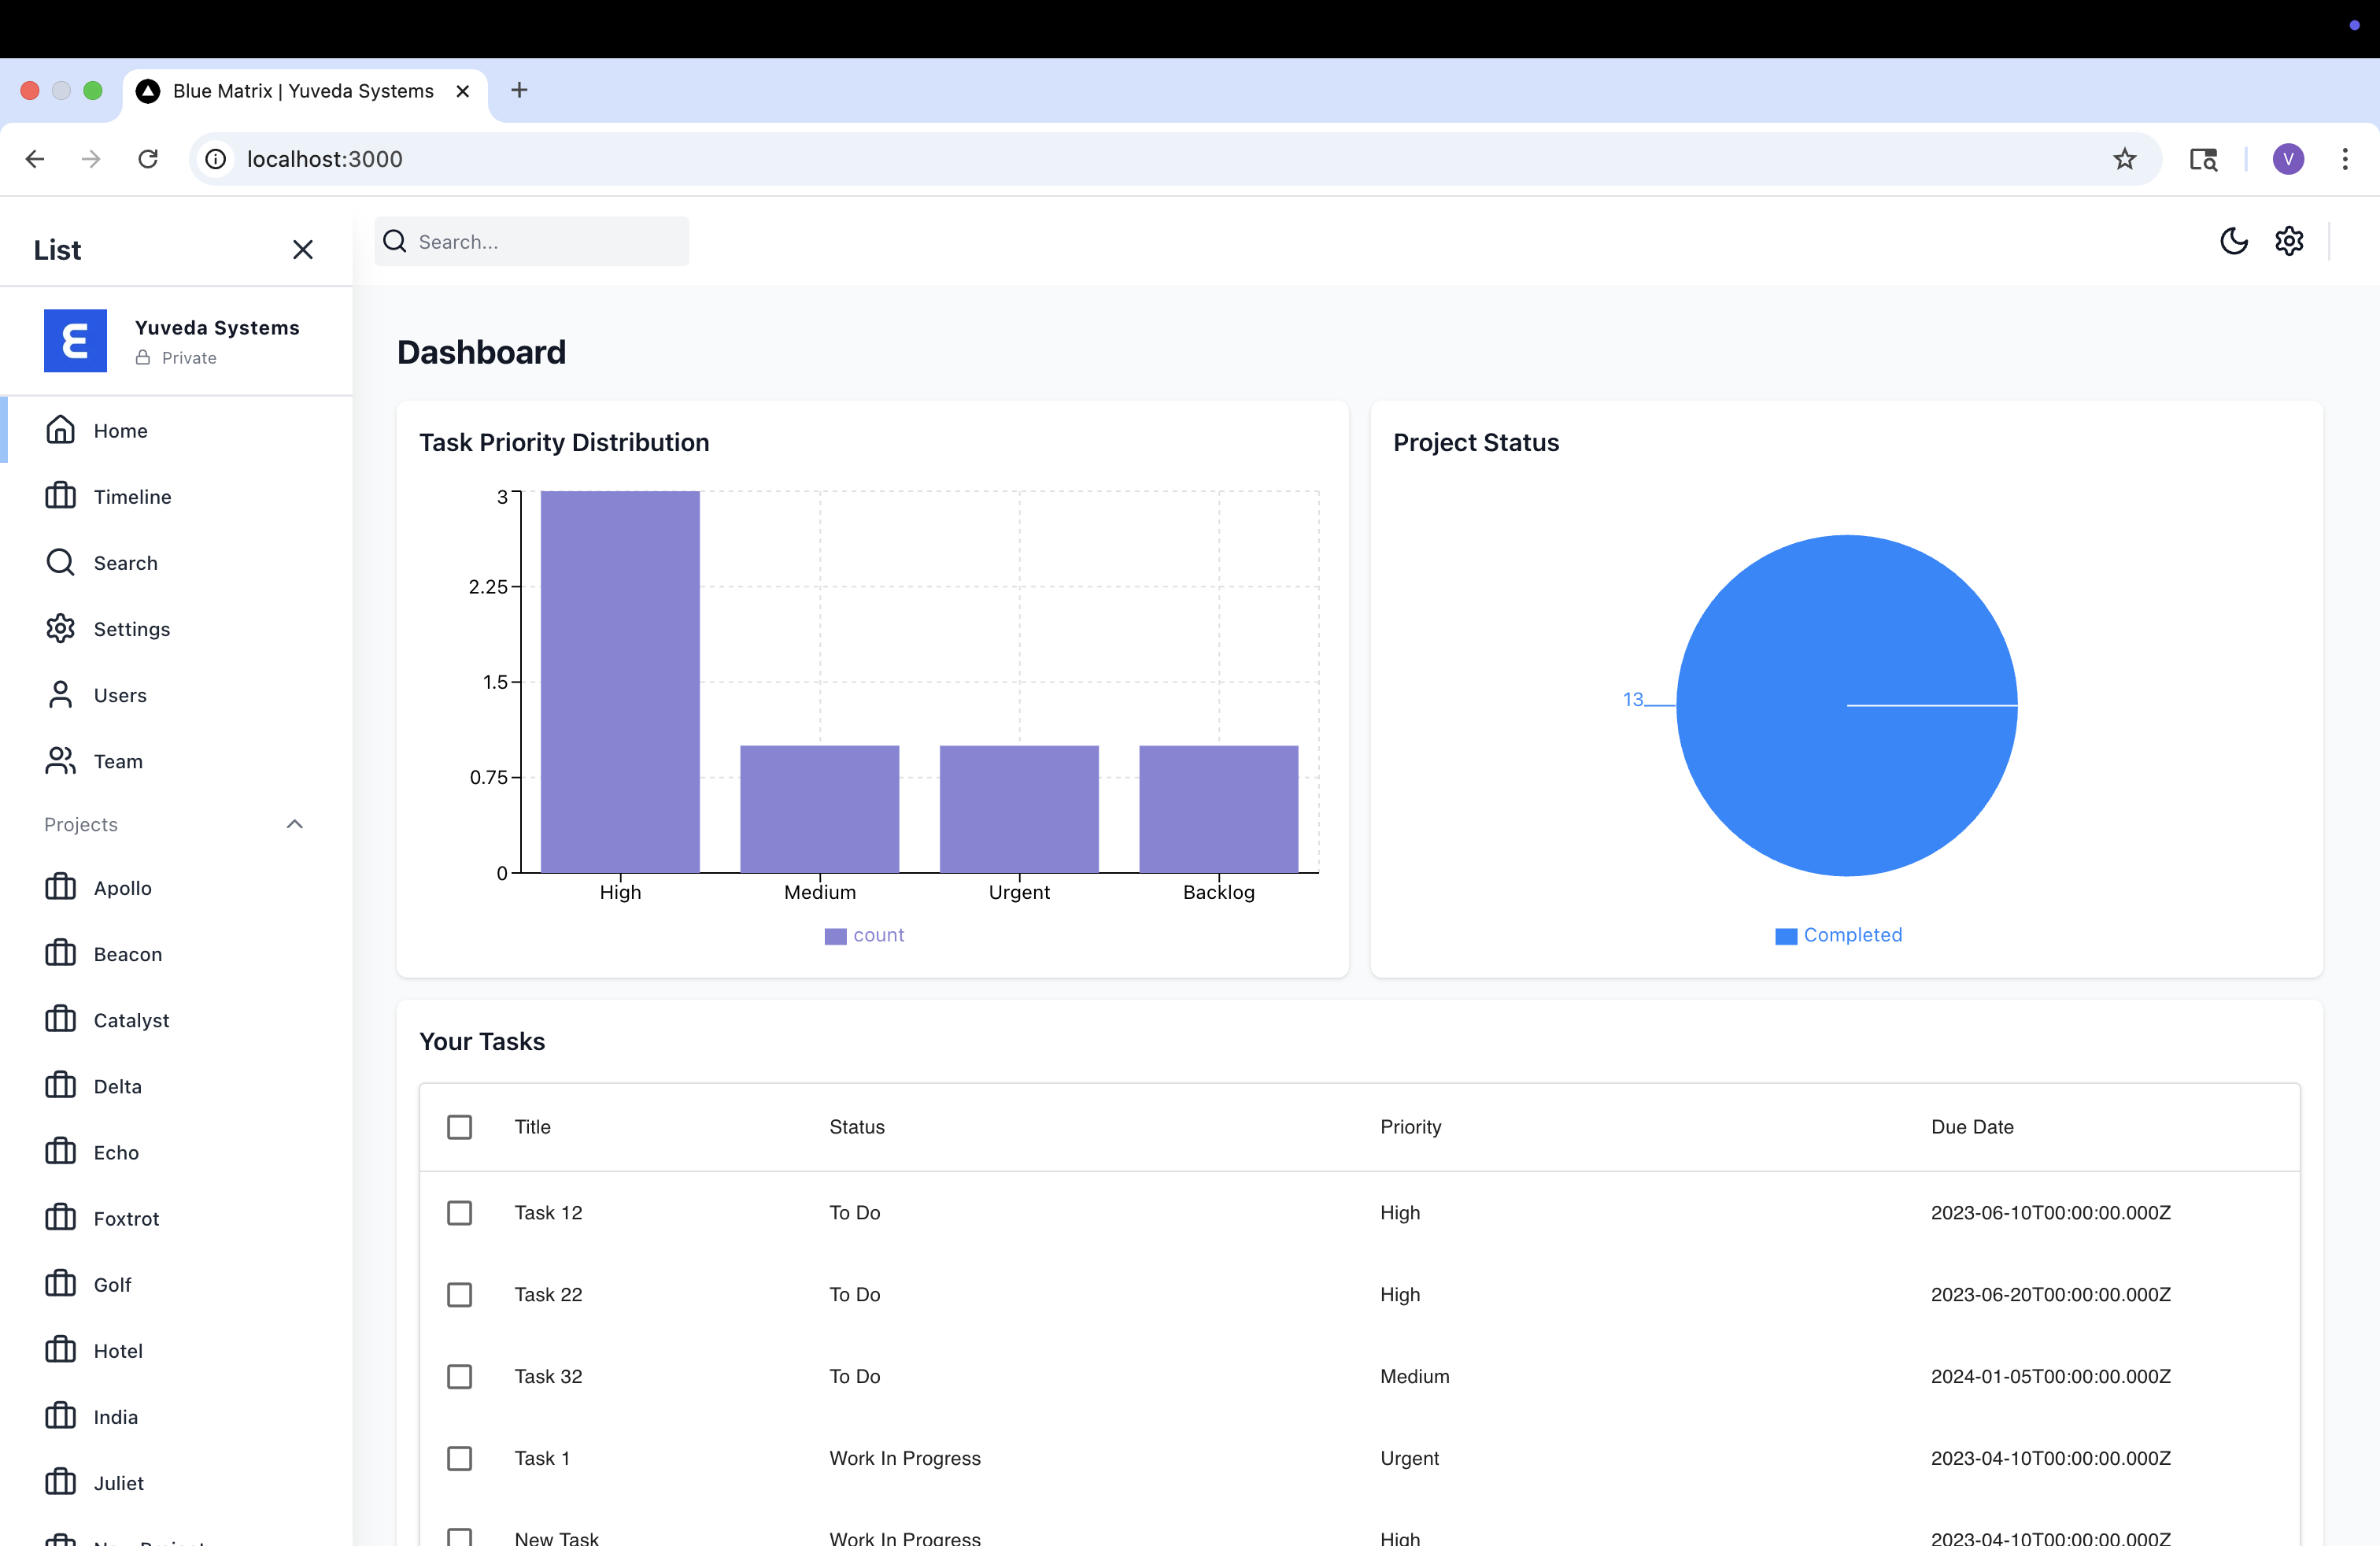 Blue Matrix | Yuveda Systems
localhost:3000
V
List
Search...
Yuveda Systems
Private
Home
Timeline
Search
Settings
Users
Team
Projects
Apollo
Beacon
Catalyst
Delta
Echo
Foxtrot
Golf
Hotel
India
Juliet
New Project
Dashboard
Task Priority Distribution
3
2.25
1.5
0.75
0
High Medium Urgent Backlog
count
Project Status
13
Completed
Your Tasks
Title Status Priority Due Date
Task 12 To Do High 2023-06-10T00:00:00.000Z
Task 22 To Do High 2023-06-20T00:00:00.000Z
Task 32 To Do Medium 2024-01-05T00:00:00.000Z
Task 1 Work In Progress Urgent 2023-04-10T00:00:00.000Z
New Task Work In Progress High 2023-04-10T00:00:00.000Z